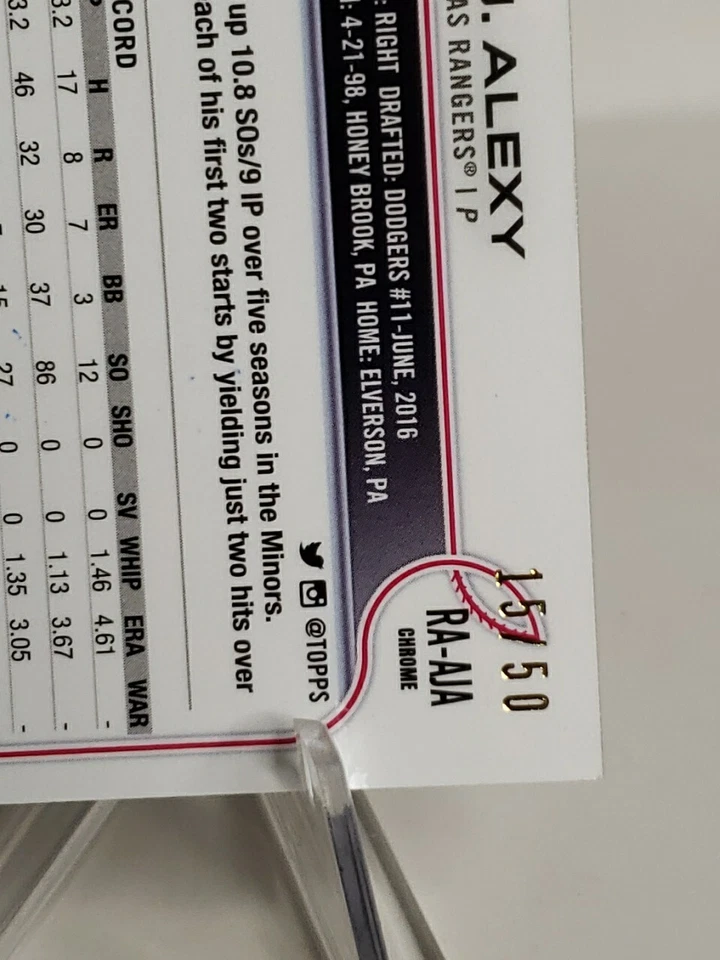 J. ALEXY
15/50
AS RANGERS® | P
RA-AJA
CHROME
: RIGHT DRAFTED: DODGERS #11-JUNE, 2016
: 4-21-98, HONEY BROOK, PA HOME: ELVERSON, PA
@TOPPS
up 10.8 SOs/9 IP over five seasons in the Minors.
ach of his first two starts by yielding just two hits over
CORD
H R ER BB SO SHO SV WHIP ERA WAR
3.2 17 8 7 3 12 0 0 1.46 4.61 -
3.2 46 32 30 37 86 0 0 1.13 3.67 -
15 27 0 0 1.35 3.05 -